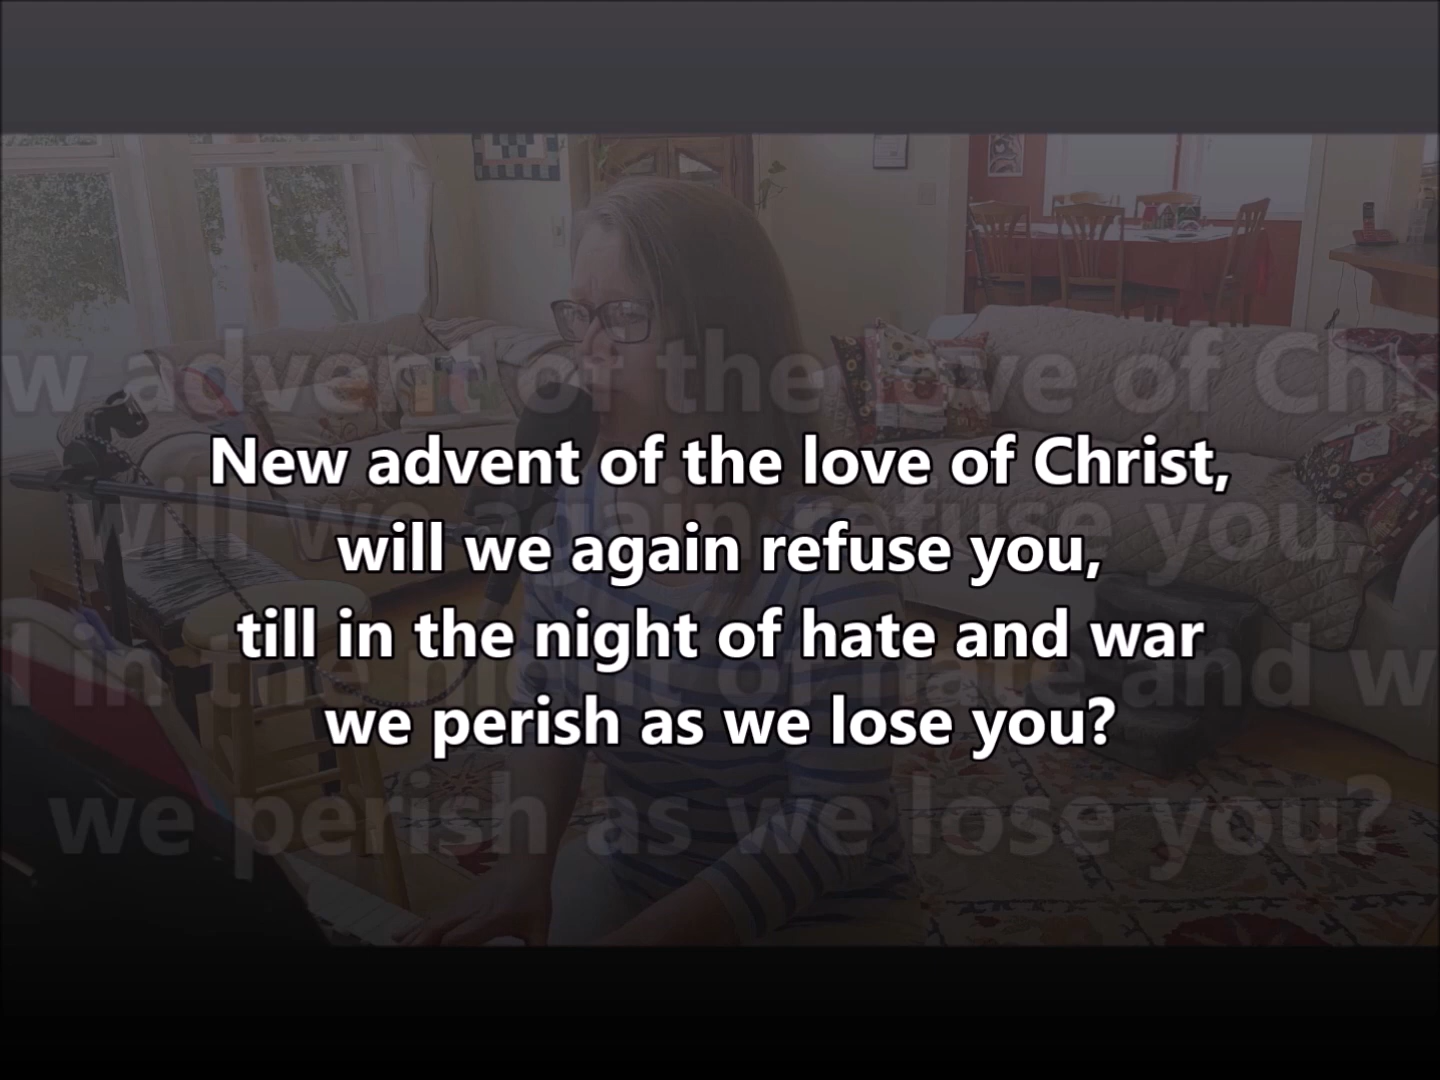 New advent of the love of Christ,
will we again refuse you,
till in the night of hate and war
we perish as we lose you?